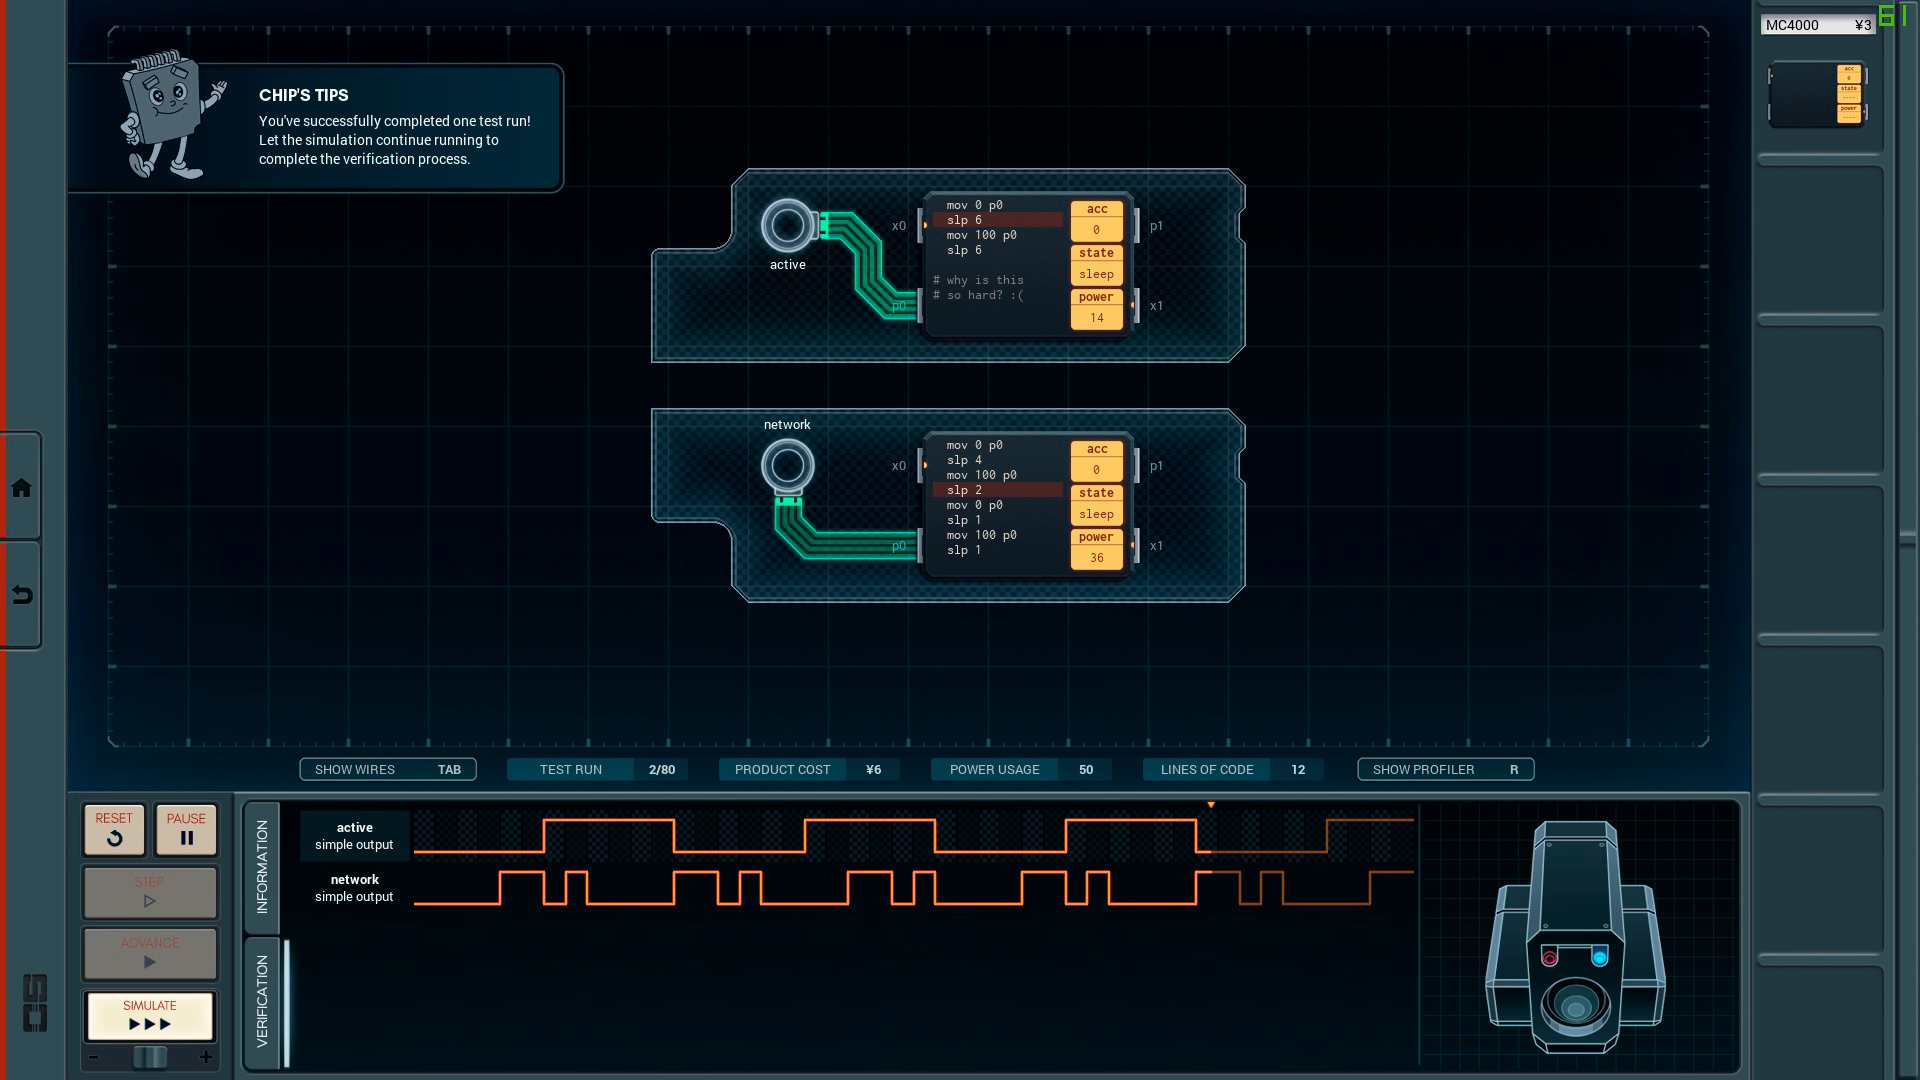 MC4000 ¥3
61
acc
0
state
power
CHIP'S TIPS
You've successfully completed one test run!
Let the simulation continue running to
complete the verification process.
active
x0
p0
mov 0 p0
slp 6
mov 100 p0
slp 6
# why is this
# so hard? :(
acc
0
state
sleep
power
14
p1
x1
network
x0
p0
mov 0 p0
slp 4
mov 100 p0
slp 2
mov 0 p0
slp 1
mov 100 p0
slp 1
acc
0
state
sleep
power
36
p1
x1
SHOW WIRES TAB
TEST RUN 2/80
PRODUCT COST ¥6
POWER USAGE 50
LINES OF CODE 12
SHOW PROFILER R
RESET
PAUSE
STEP
ADVANCE
SIMULATE
- +
INFORMATION
VERIFICATION
active
simple output
network
simple output